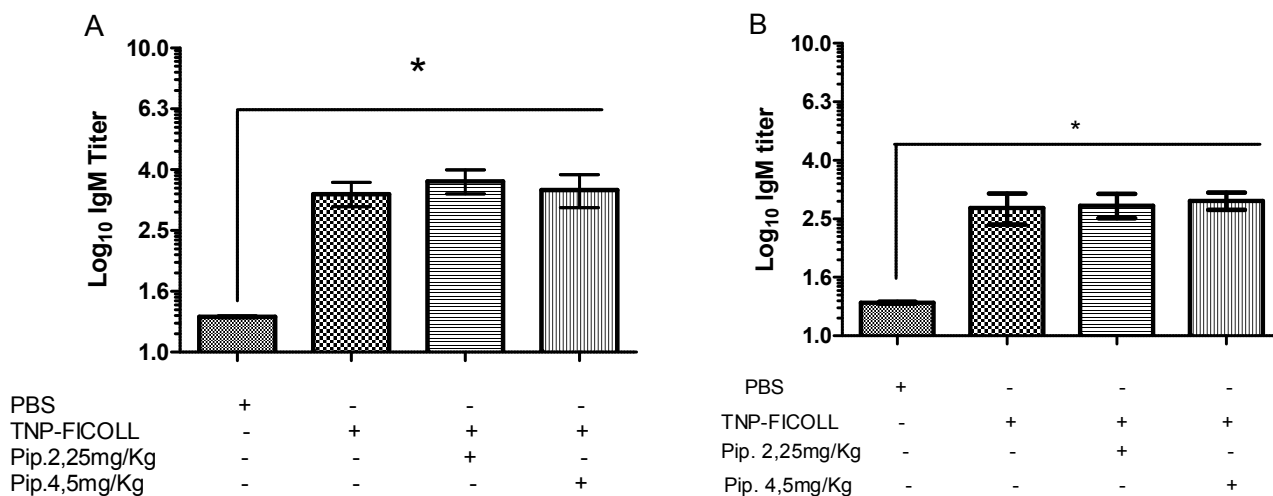 A
10.0
6.3
4.0
2.5
1.6
1.0
Log10 IgM Titer
*
PBS + - - -
TNP-FICOLL - + + +
Pip.2,25mg/Kg - - + -
Pip.4,5mg/Kg - - - +
B
10.0
6.3
4.0
2.5
1.6
1.0
Log10 IgM titer
*
PBS + - - -
TNP-FICOLL - + + +
Pip. 2,25mg/Kg - - + -
Pip. 4,5mg/Kg - - - +